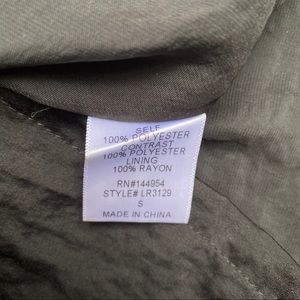 SELF
100% POLYESTER
CONTRAST
100% POLYESTER
LINING
100% RAYON
RN#144954
STYLE# LR3129
S
MADE IN CHINA